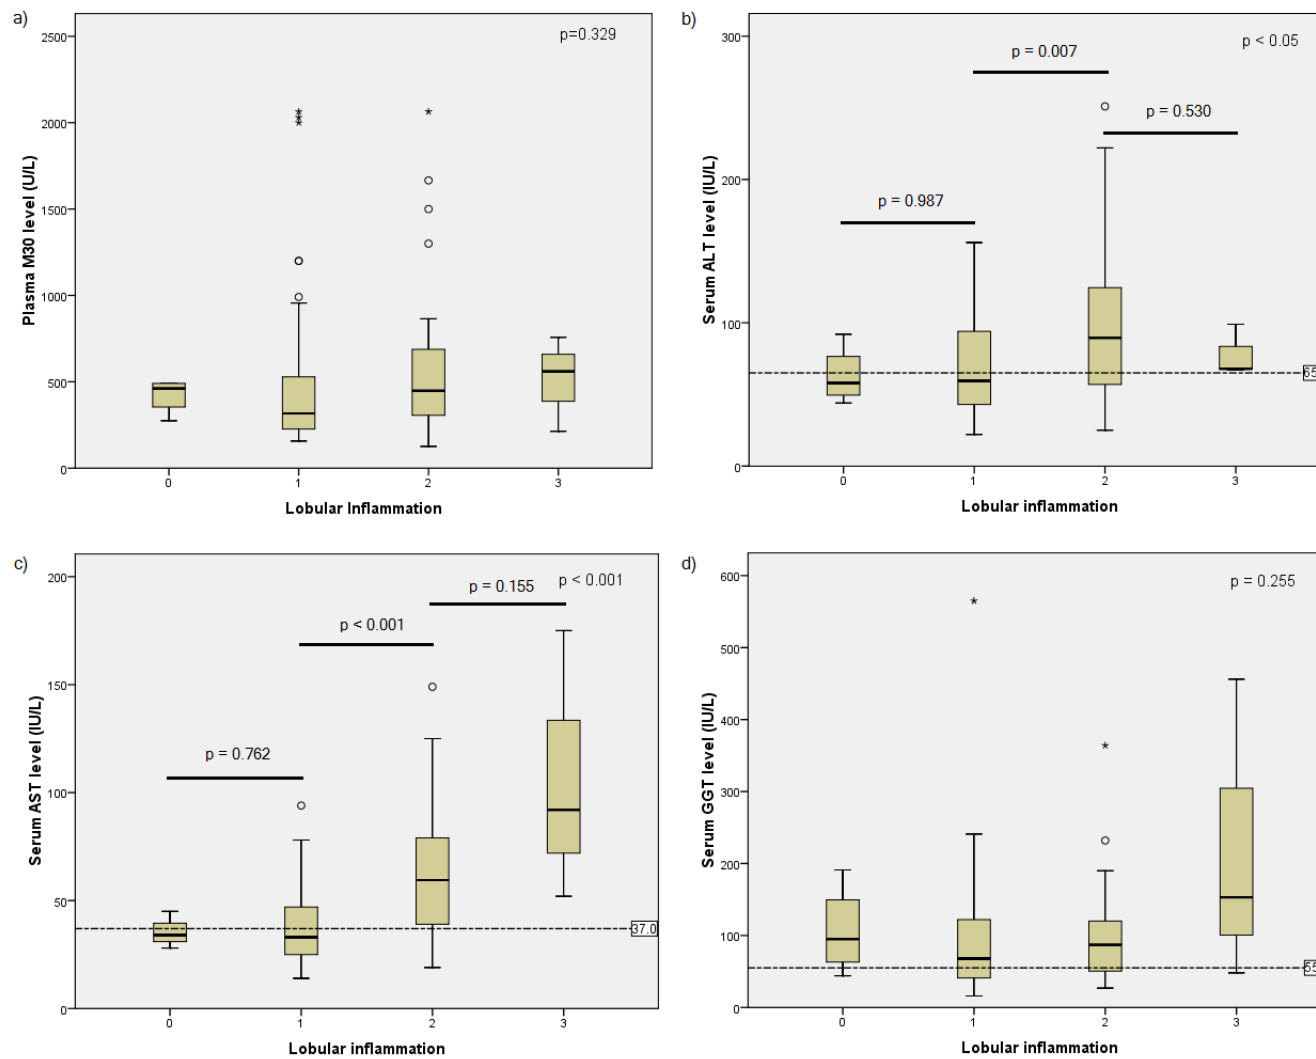 a)
p=0.329
2500
2000
1500
1000
500
0
Plasma M30 level (U/L)
0 1 2 3
Lobular Inflammation
b)
p < 0.05
p = 0.007
p = 0.530
p = 0.987
300
200
100
0
Serum ALT level (IU/L)
65
0 1 2 3
Lobular inflammation
c)
p < 0.001
p = 0.155
p < 0.001
p = 0.762
200
150
100
50
0
Serum AST level (IU/L)
37.0
0 1 2 3
Lobular inflammation
d)
p = 0.255
600
500
400
300
200
100
0
Serum GGT level (IU/L)
55
0 1 2 3
Lobular inflammation